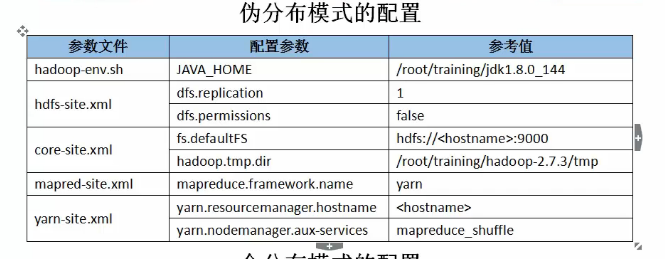 伪分布模式的配置
参数文件 配置参数 参考值
hadoop-env.sh JAVA_HOME /root/training/jdk1.8.0_144
hdfs-site.xml dfs.replication 1
dfs.permissions false
core-site.xml fs.defaultFS hdfs://<hostname>:9000
hadoop.tmp.dir /root/training/hadoop-2.7.3/tmp
mapred-site.xml mapreduce.framework.name yarn
yarn-site.xml yarn.resourcemanager.hostname <hostname>
yarn.nodemanager.aux-services mapreduce_shuffle